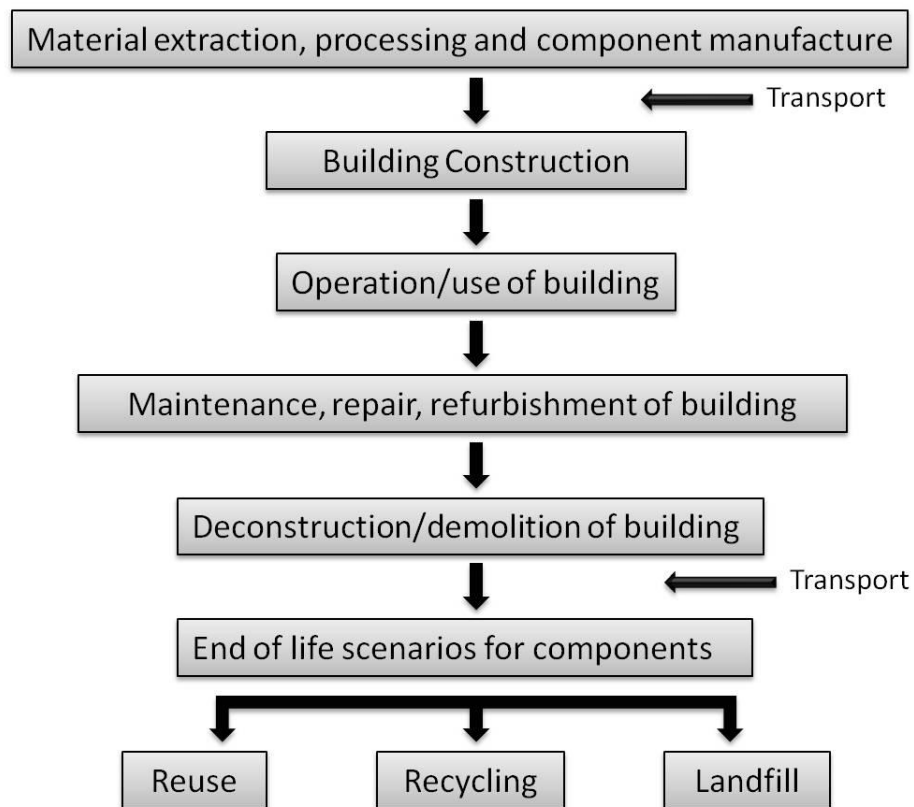 Material extraction, processing and component manufacture
Transport
Building Construction
Operation/use of building
Maintenance, repair, refurbishment of building
Deconstruction/demolition of building
Transport
End of life scenarios for components
Reuse
Recycling
Landfill